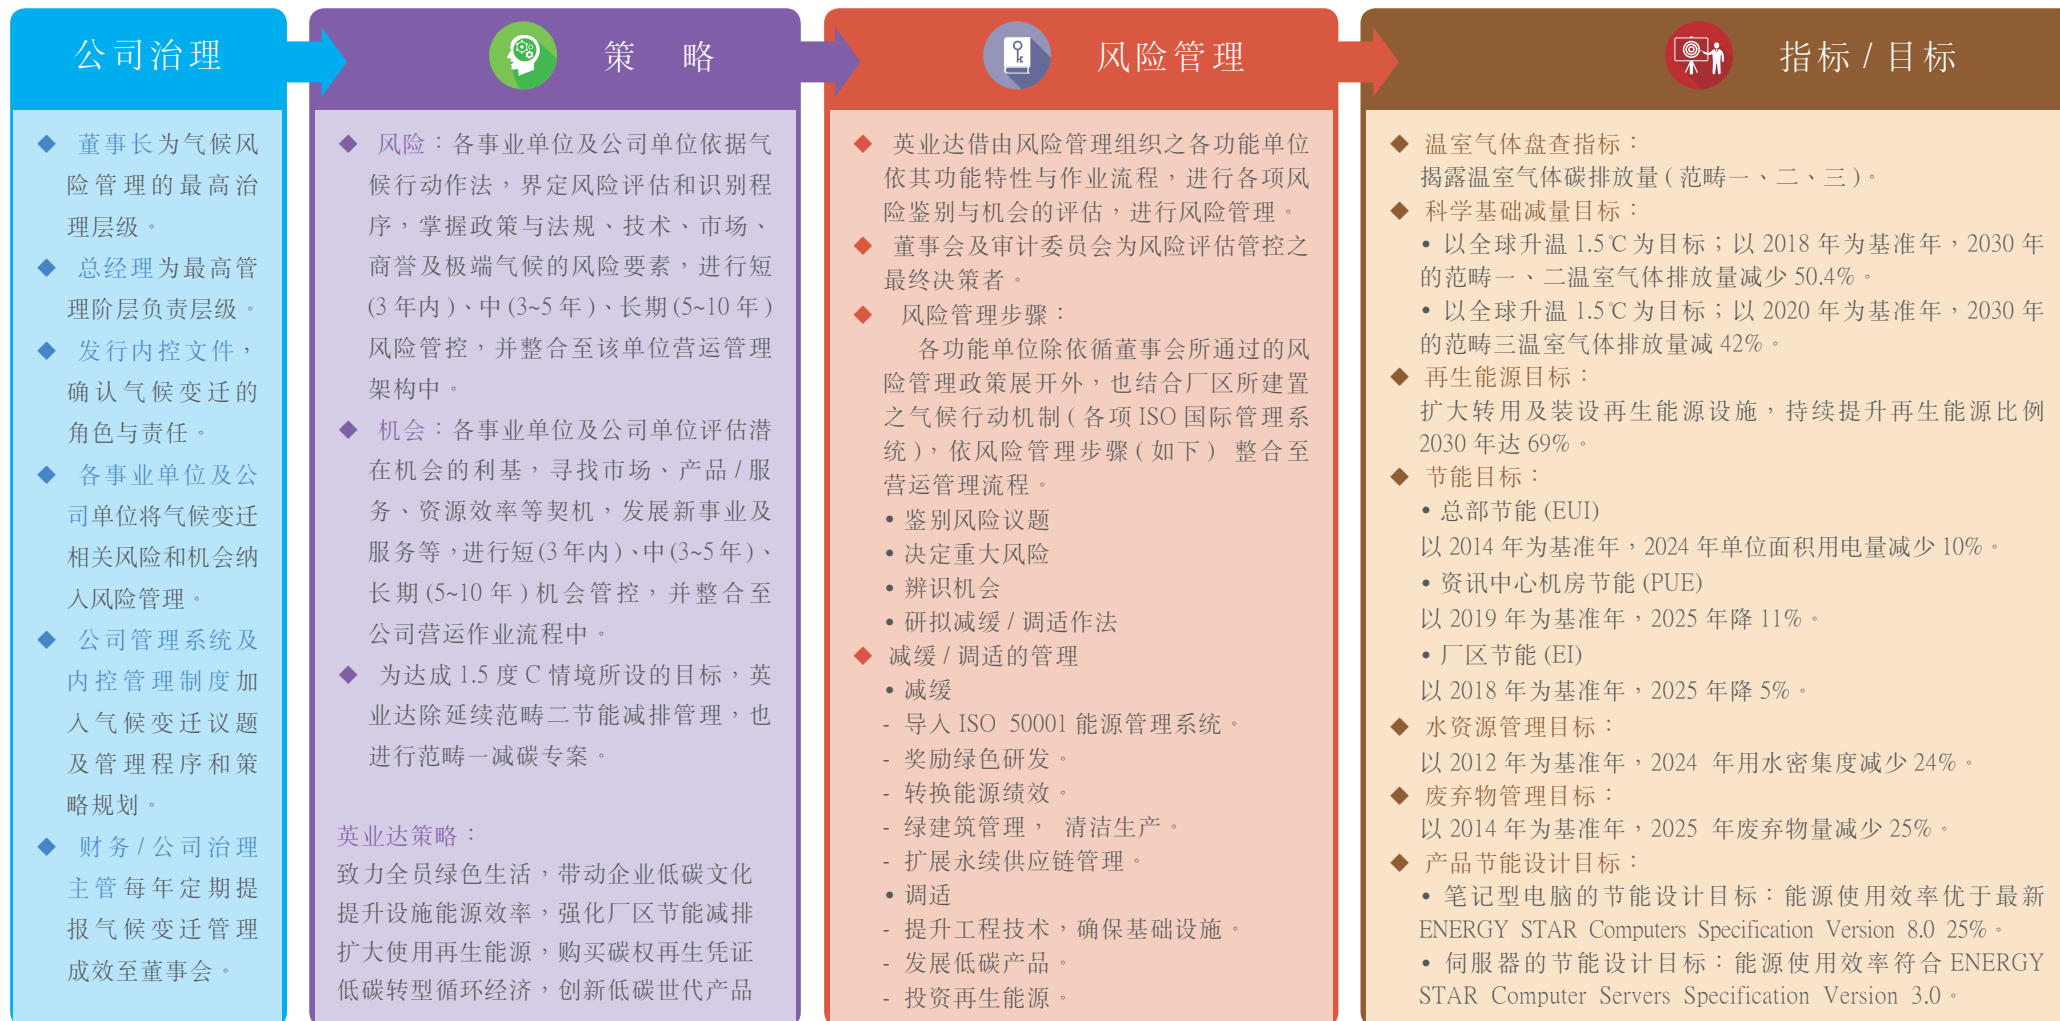 公司治理
◆ 董事长为气候风
险管理的最高治
理层级。
◆ 总经理为最高管
理阶层负责层级。
◆ 发行内控文件，
确认气候变迁的
角色与责任。
◆ 各事业单位及公
司单位将气候变迁
相关风险和机会纳
入风险管理。
◆ 公司管理系统及
内控管理制度加
入气候变迁议题
及管理程序和策
略规划。
◆ 财务/公司治理
主管每年定期提
报气候变迁管理
成效至董事会。
策 略
◆ 风险：各事业单位及公司单位依据气
候行动作法，界定风险评估和识别程
序，掌握政策与法规、技术、市场、
商誉及极端气候的风险要素，进行短
(3 年内)、中(3~5 年)、长期(5~10 年)
风险管控，并整合至该单位营运管理
架构中。
◆ 机会：各事业单位及公司单位评估潜
在机会的利基，寻找市场、产品/服
务、资源效率等契机，发展新事业及
服务等，进行短(3 年内)、中(3~5 年)、
长期(5~10 年)机会管控，并整合至
公司营运作业流程中。
◆ 为达成 1.5 度 C 情境所设的目标，英
业达除延续范畴二节能减排管理，也
进行范畴一减碳专案。
英业达策略：
致力全员绿色生活，带动企业低碳文化
提升设施能源效率，强化厂区节能减排
扩大使用再生能源，购买碳权再生凭证
低碳转型循环经济，创新低碳世代产品
风险管理
◆ 英业达借由风险管理组织之各功能单位
依其功能特性与作业流程，进行各项风
险鉴别与机会的评估，进行风险管理。
◆ 董事会及审计委员会为风险评估管控之
最终决策者。
◆ 风险管理步骤：
各功能单位除依循董事会所通过的风
险管理政策展开外，也结合厂区所建置
之气候行动机制(各项 ISO 国际管理系
统)，依风险管理步骤(如下) 整合至
营运管理流程。
• 鉴别风险议题
• 决定重大风险
• 辨识机会
• 研拟减缓/调适作法
◆ 减缓/调适的管理
• 减缓
- 导入 ISO 50001 能源管理系统。
- 奖励绿色研发。
- 转换能源绩效。
- 绿建筑管理， 清洁生产。
- 扩展永续供应链管理。
• 调适
- 提升工程技术，确保基础设施。
- 发展低碳产品。
- 投资再生能源。
指标/目标
◆ 温室气体盘查指标：
揭露温室气体碳排放量(范畴一、二、三)。
◆ 科学基础减量目标：
• 以全球升温 1.5℃为目标；以 2018 年为基准年，2030 年
的范畴一、二温室气体排放量减少 50.4%。
• 以全球升温 1.5℃为目标；以 2020 年为基准年，2030 年
的范畴三温室气体排放量减 42%。
◆ 再生能源目标：
扩大转用及装设再生能源设施，持续提升再生能源比例
2030 年达 69%。
◆ 节能目标：
• 总部节能 (EUI)
以 2014 年为基准年，2024 年单位面积用电量减少 10%。
• 资讯中心机房节能 (PUE)
以 2019 年为基准年，2025 年降 11%。
• 厂区节能 (EI)
以 2018 年为基准年，2025 年降 5%。
◆ 水资源管理目标：
以 2012 年为基准年，2024 年用水密集度减少 24%。
◆ 废弃物管理目标：
以 2014 年为基准年，2025 年废弃物量减少 25%。
◆ 产品节能设计目标：
• 笔记型电脑的节能设计目标：能源使用效率优于最新
ENERGY STAR Computers Specification Version 8.0 25%。
• 伺服器的节能设计目标：能源使用效率符合 ENERGY
STAR Computer Servers Specification Version 3.0。